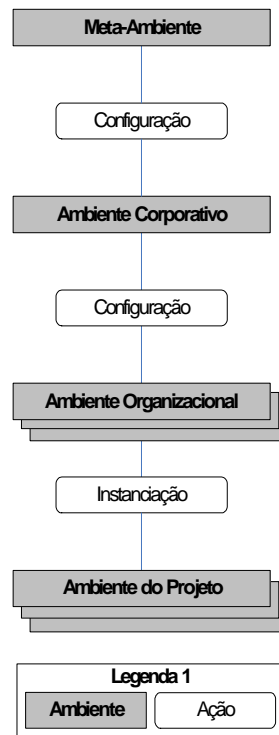 Meta-Ambiente
Configuração
Ambiente Corporativo
Configuração
Ambiente Organizacional
Instanciação
Ambiente do Projeto
Legenda 1
Ambiente
Ação